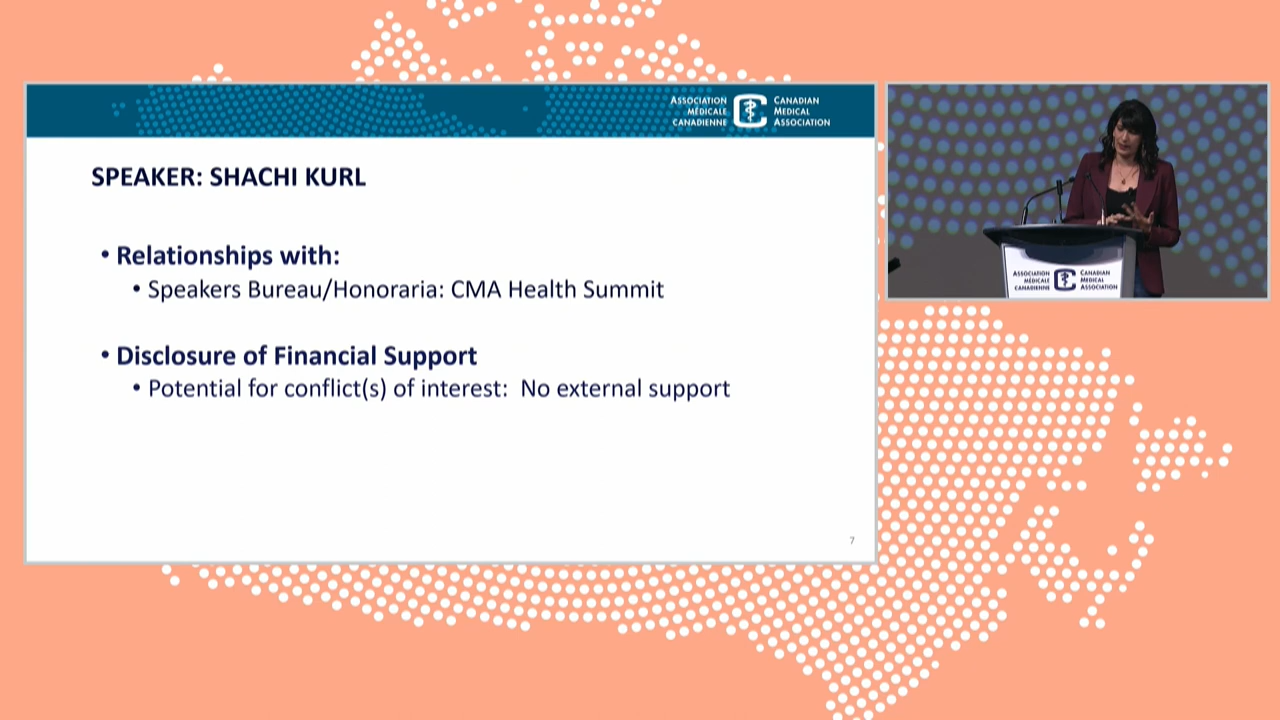 ASSOCIATION MÉDICALE CANADIENNE
CANADIAN MEDICAL ASSOCIATION
SPEAKER: SHACHI KURL
• Relationships with:
• Speakers Bureau/Honoraria: CMA Health Summit
• Disclosure of Financial Support
• Potential for conflict(s) of interest: No external support
7
ASSOCIATION MÉDICALE CANADIENNE
CANADIAN MEDICAL ASSOCIATION